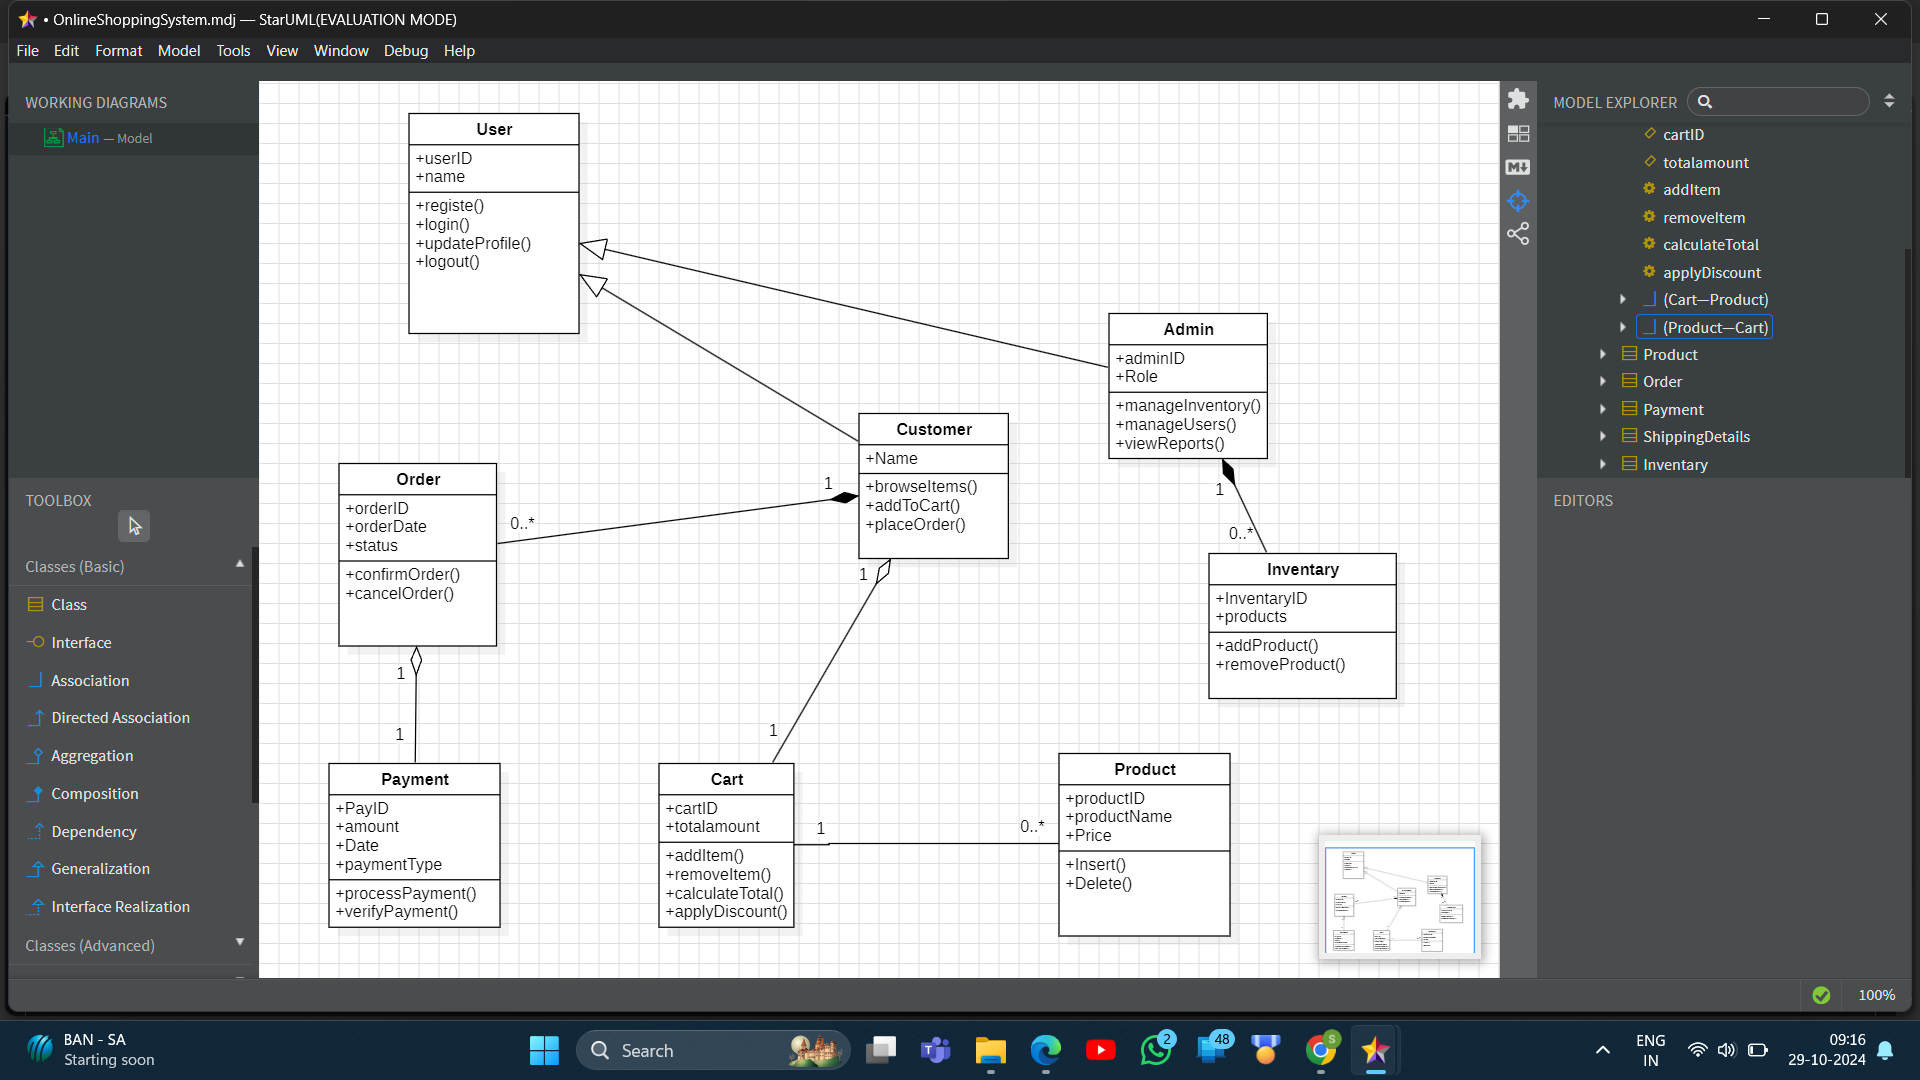 • OnlineShoppingSystem.mdj — StarUML(EVALUATION MODE)
File Edit Format Model Tools View Window Debug Help
WORKING DIAGRAMS
Main — Model
TOOLBOX
Classes (Basic)
Class
Interface
Association
Directed Association
Aggregation
Composition
Dependency
Generalization
Interface Realization
Classes (Advanced)
User
+userID
+name
+registe()
+login()
+updateProfile()
+logout()
Admin
+adminID
+Role
+manageInventory()
+manageUsers()
+viewReports()
1
0..*
Customer
+Name
+browseItems()
+addToCart()
+placeOrder()
1
0..*
1
1
Order
+orderID
+orderDate
+status
+confirmOrder()
+cancelOrder()
1
1
Inventary
+InventaryID
+products
+addProduct()
+removeProduct()
Payment
+PayID
+amount
+Date
+paymentType
+processPayment()
+verifyPayment()
Cart
+cartID
+totalamount
+addItem()
+removeItem()
+calculateTotal()
+applyDiscount()
1
0..*
Product
+productID
+productName
+Price
+Insert()
+Delete()
MODEL EXPLORER
cartID
totalamount
addItem
removeItem
calculateTotal
applyDiscount
(Cart—Product)
(Product—Cart)
Product
Order
Payment
ShippingDetails
Inventary
EDITORS
100%
BAN - SA
Starting soon
Search
2
48
S
ENG
IN
09:16
29-10-2024